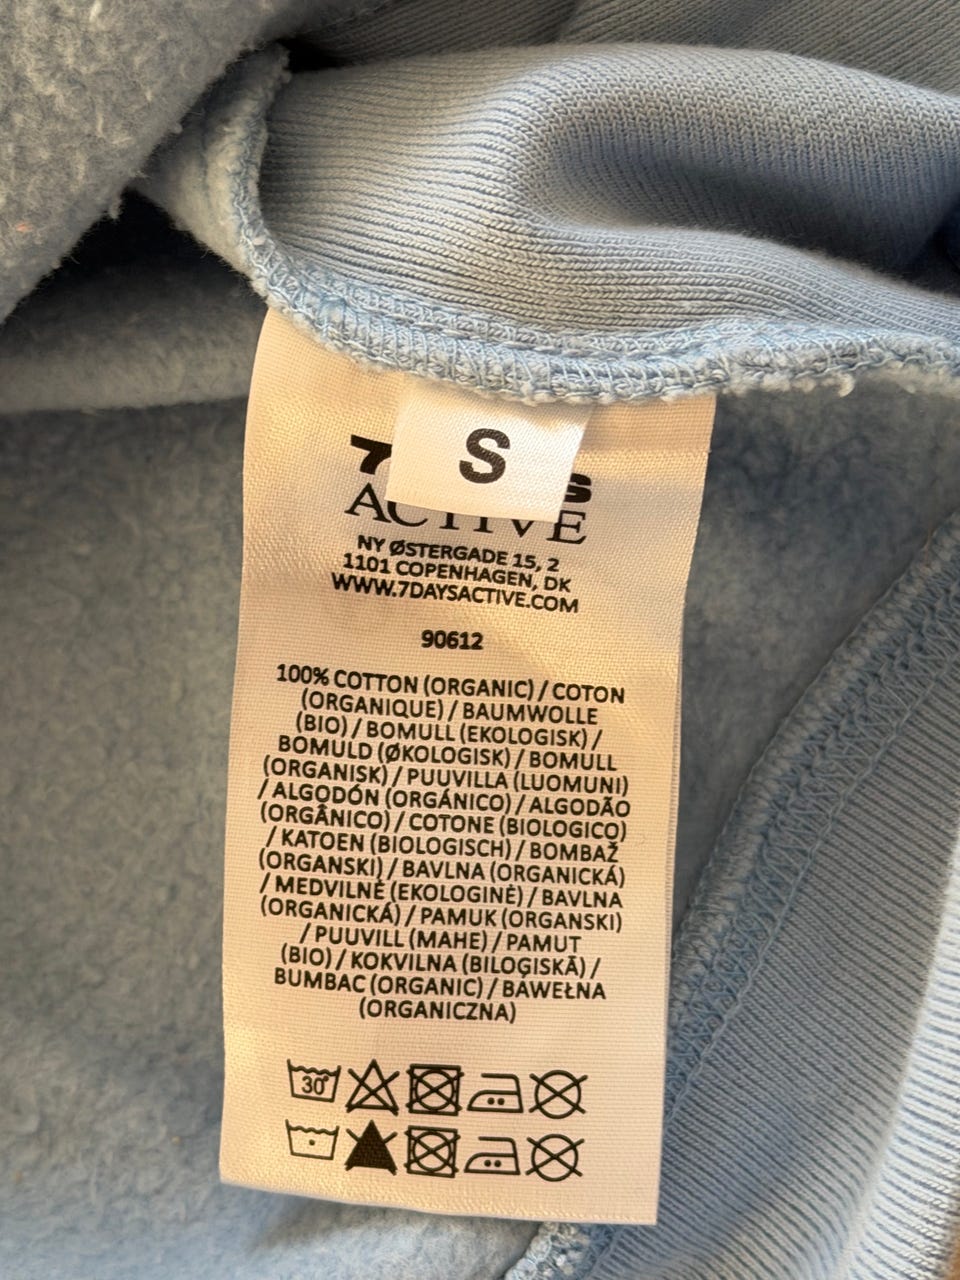 S
7
S
ACTIVE
NY ØSTERGADE 15, 2
1101 COPENHAGEN, DK
WWW.7DAYSACTIVE.COM
90612
100% COTTON (ORGANIC) / COTON
(ORGANIQUE) / BAUMWOLLE
(BIO) / BOMULL (EKOLOGISK) /
BOMULD (ØKOLOGISK) / BOMULL
(ORGANISK) / PUUVILLA (LUOMUNI)
/ ALGODÓN (ORGÁNICO) / ALGODÃO
(ORGÂNICO) / COTONE (BIOLOGICO)
/ KATOEN (BIOLOGISCH) / BOMBAŽ
(ORGANSKI) / BAVLNA (ORGANICKÁ)
/ MEDVILNĖ (EKOLOGINĖ) / BAVLNA
(ORGANICKÁ) / PAMUK (ORGANSKI)
/ PUUVILL (MAHE) / PAMUT
(BIO) / KOKVILNA (BILOĢISKĀ) /
BUMBAC (ORGANIC) / BAWEŁNA
(ORGANICZNA)
30°